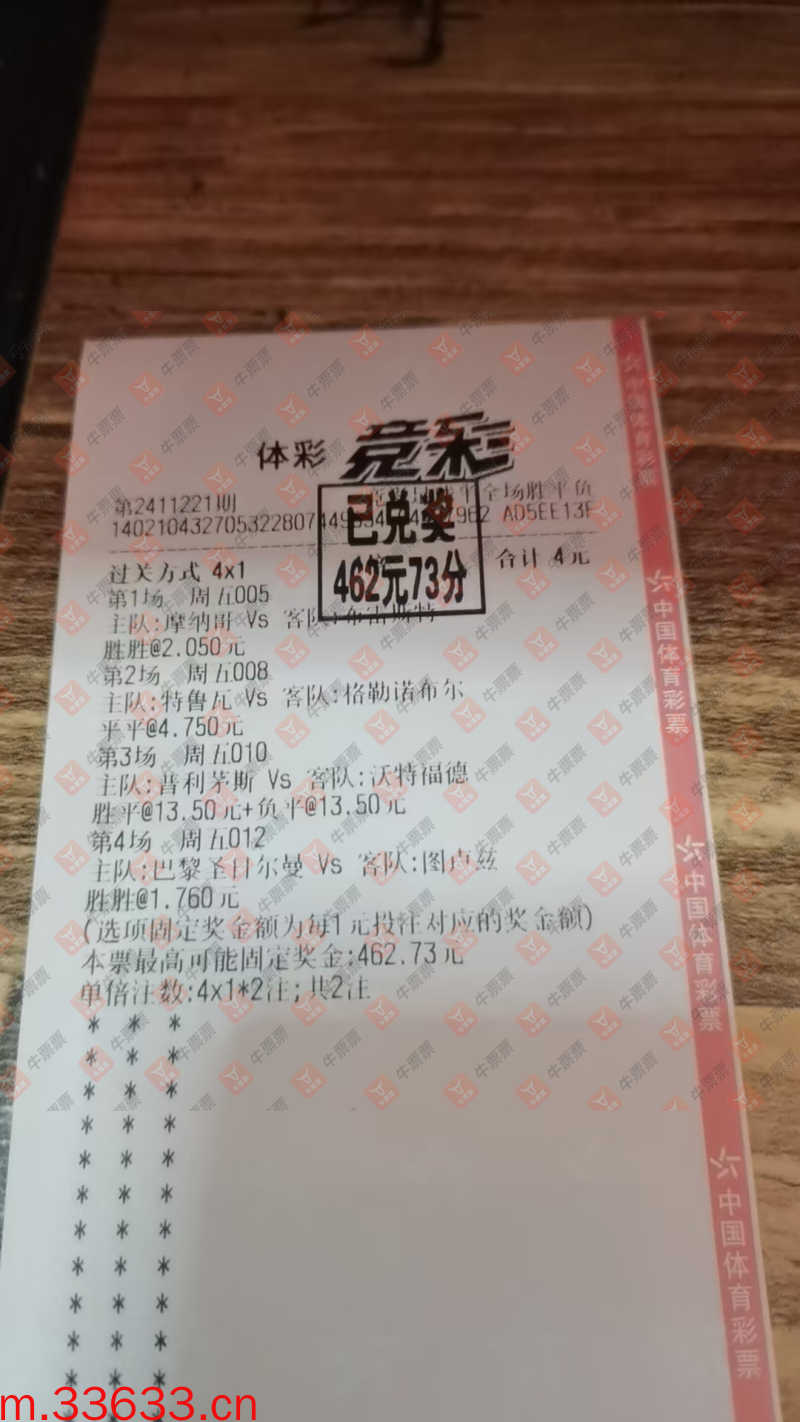 体彩 竞彩
第2411221期 全场胜平负
AD5EE13F
已兑奖
462元73分
合计 4元
过关方式 4x1
第1场 周五005
主队:摩纳哥 Vs 客队:布雷斯特
胜胜@2.050元
第2场 周五008
主队:特鲁瓦 Vs 客队:格勒诺布尔
平平@4.750元
第3场 周五010
主队:普利茅斯 Vs 客队:沃特福德
胜平@13.50元+负平@13.50元
第4场 周五012
主队:巴黎圣日尔曼 Vs 客队:图卢兹
胜胜@1.760元
(选项固定奖金额为每1元投注对应的奖金额)
本票最高可能固定奖金:462.73元
单倍注数:4x1*2注;共2注
* * *
* * *
* * *
* * *
* * *
* * *
* * *
* * *
* * *
* * *
* * *
中国体育彩票
中国体育彩票
中国体育彩票
中国体育彩票
牛票票
m.33633.cn